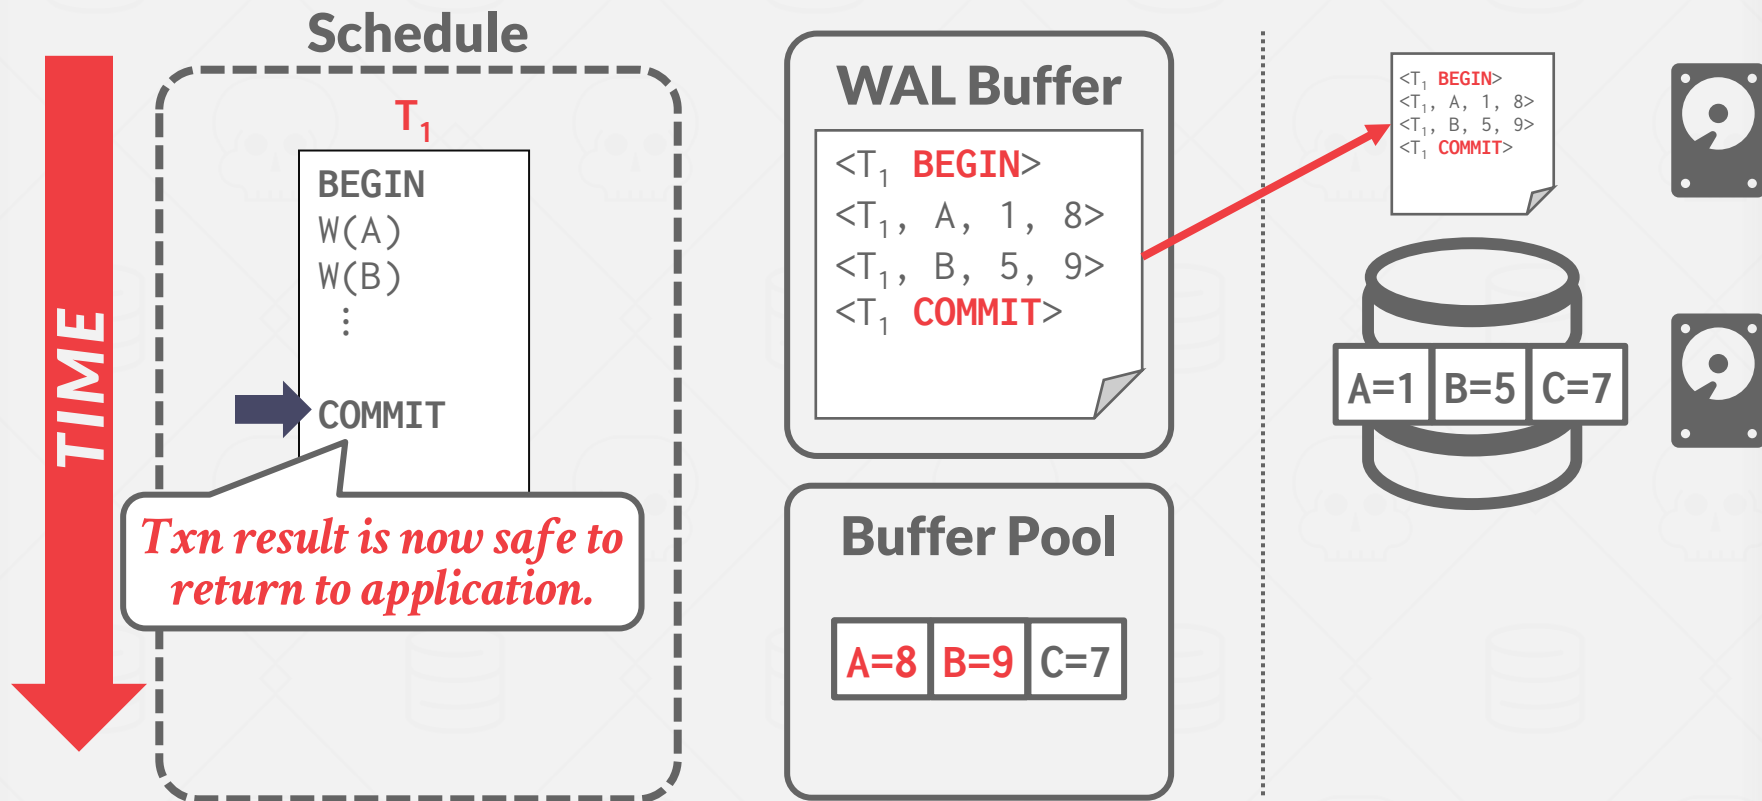 Schedule
TIME
T₁
BEGIN
W(A)
W(B)
⋮
COMMIT
Txn result is now safe to
return to application.
WAL Buffer
<T₁ BEGIN>
<T₁, A, 1, 8>
<T₁, B, 5, 9>
<T₁ COMMIT>
Buffer Pool
A=8 B=9 C=7
<T₁ BEGIN>
<T₁, A, 1, 8>
<T₁, B, 5, 9>
<T₁ COMMIT>
A=1 B=5 C=7